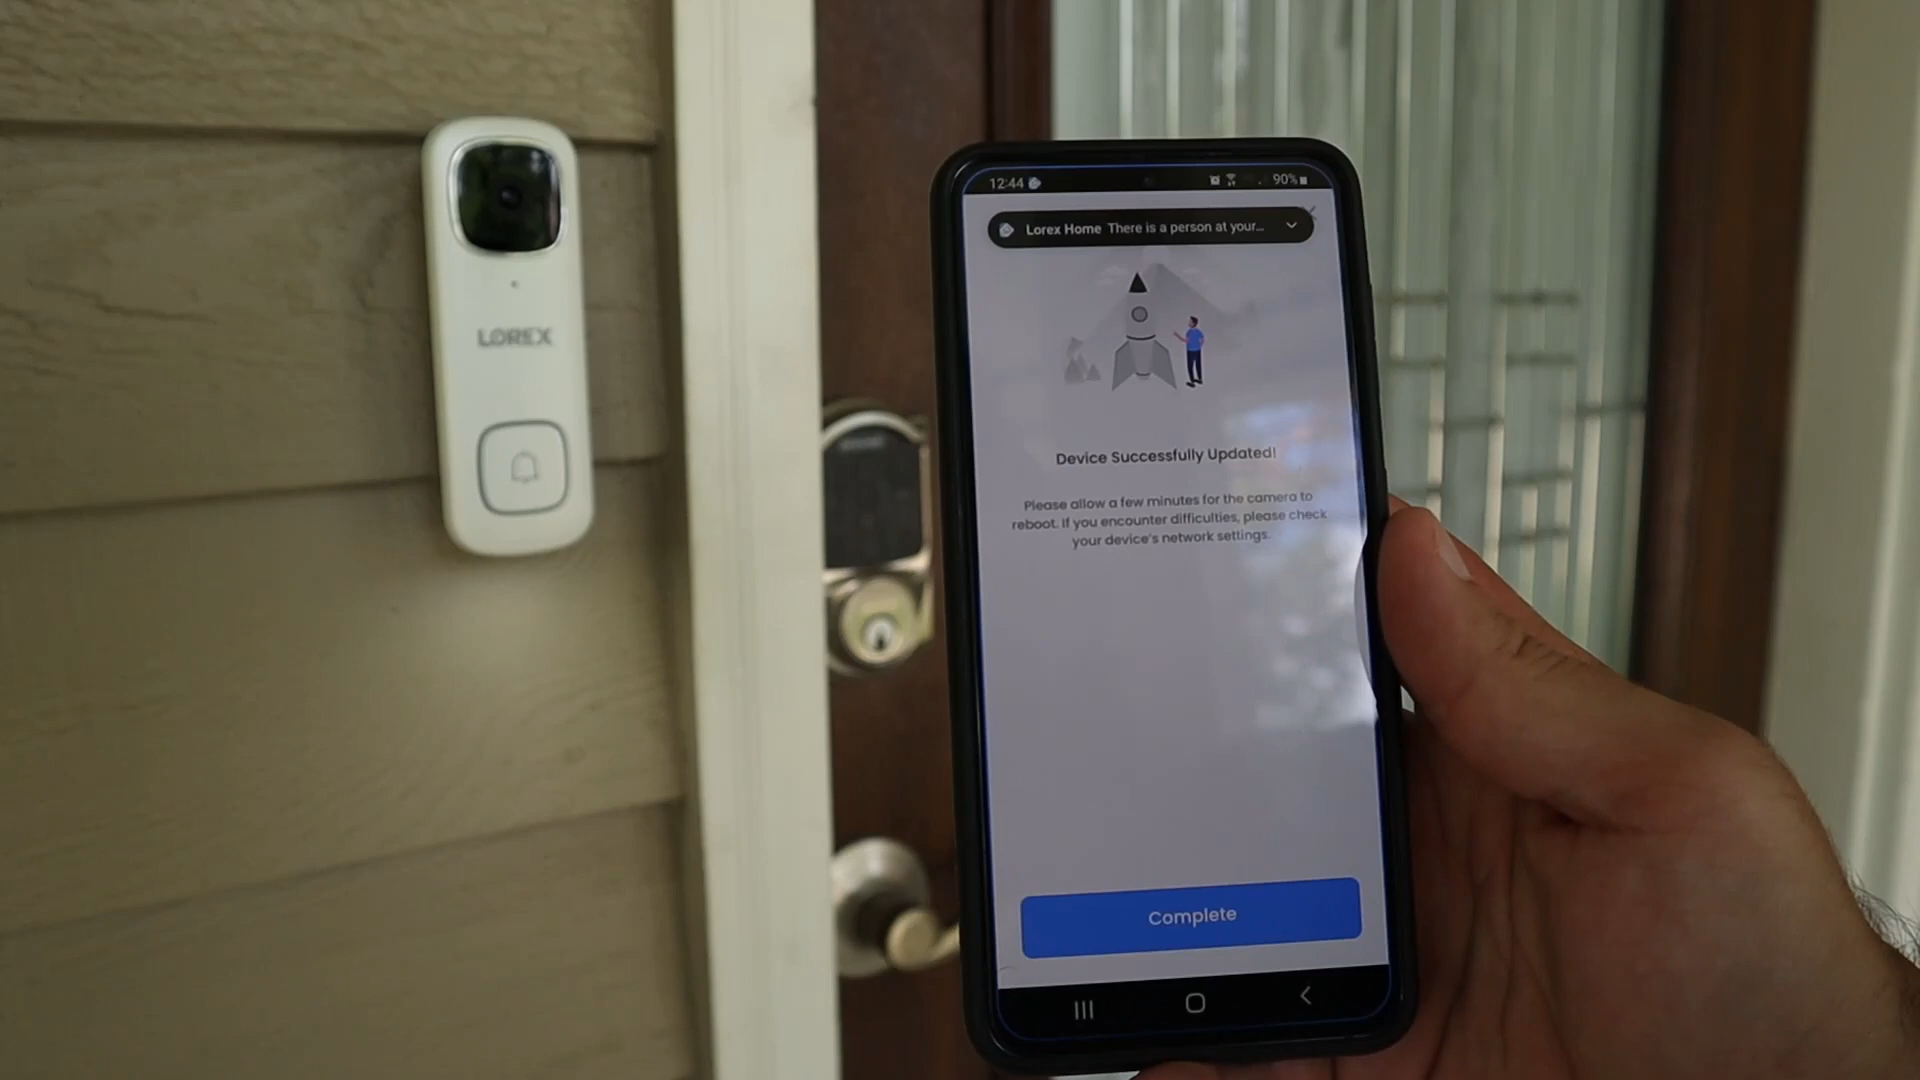 LOREX
12:44
90%
Lorex Home There is a person at your...
Device Successfully Updated!
Please allow a few minutes for the camera to
reboot. If you encounter difficulties, please check
your device's network settings.
Complete